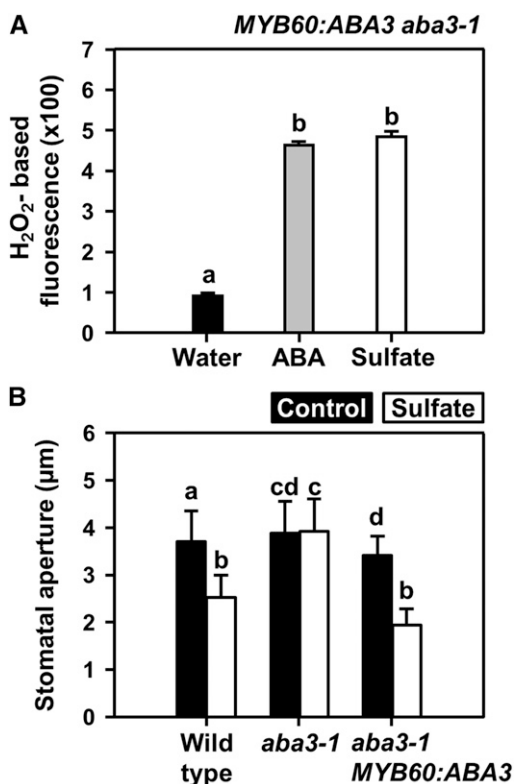 A
MYB60:ABA3 aba3-1
H₂O₂- based
fluorescence (x100)
7
6
5
4
3
2
1
0
a
b
b
Water ABA Sulfate
B
Control Sulfate
Stomatal aperture (µm)
6
5
4
3
2
1
0
a
b
cd c
d
b
Wild aba3-1 aba3-1
type MYB60:ABA3